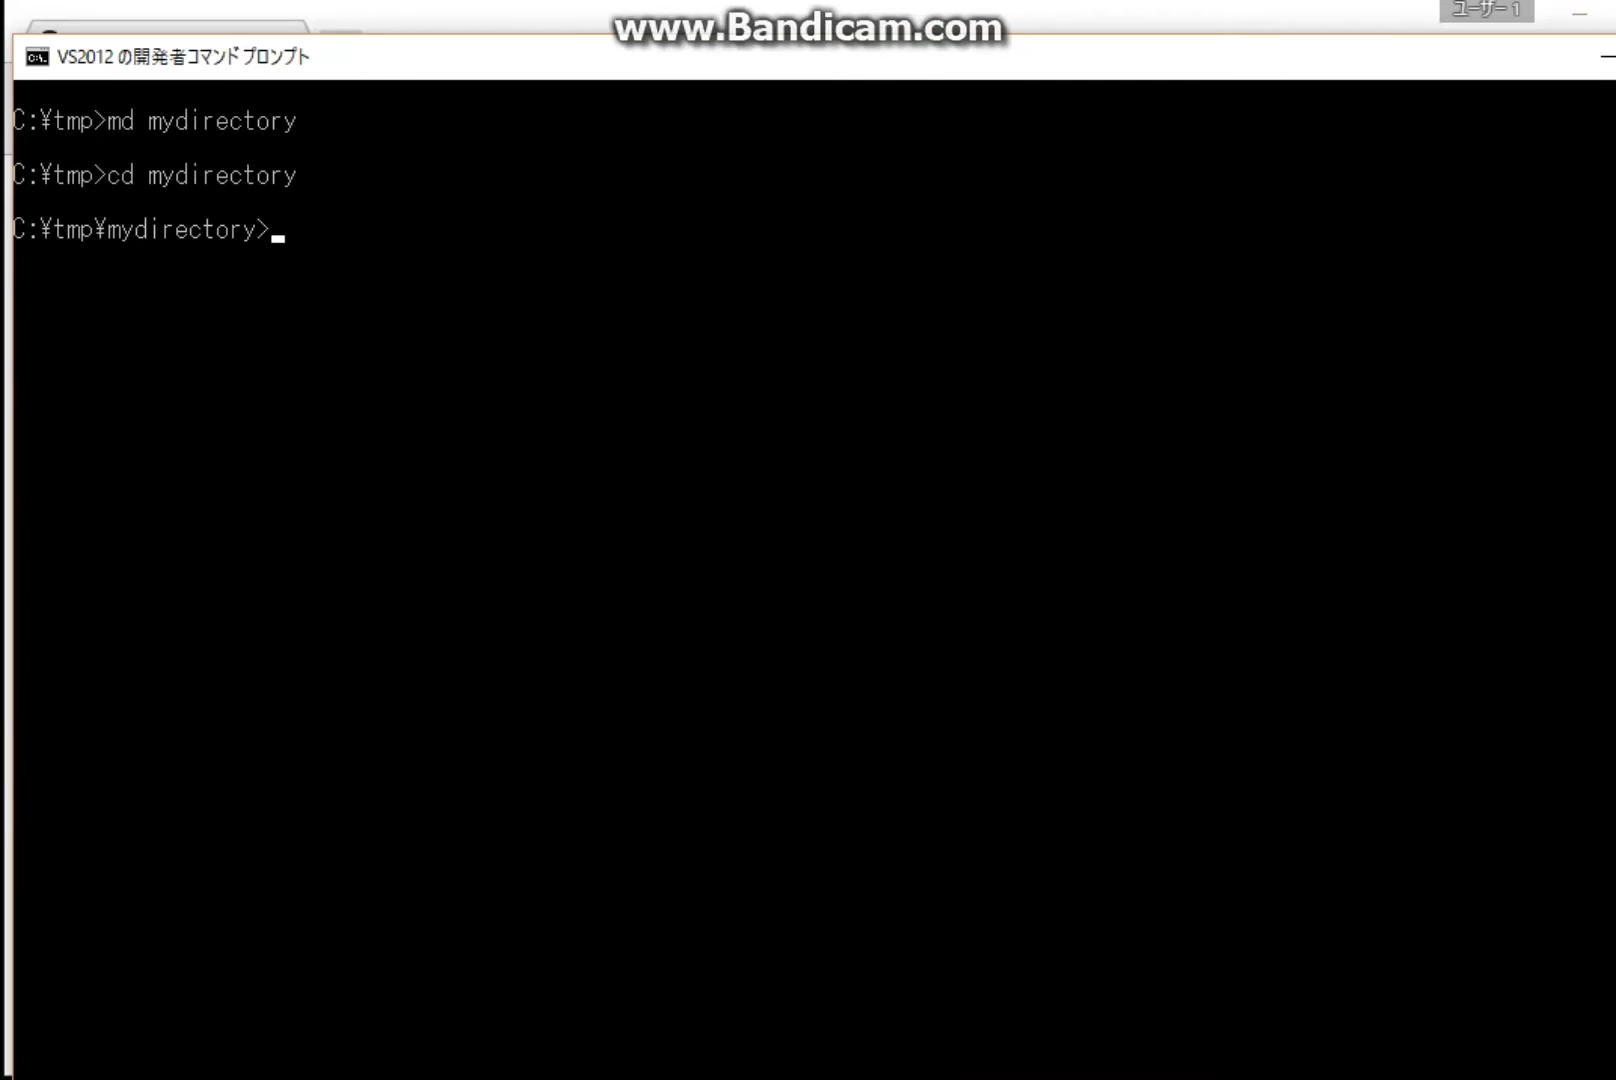 www.Bandicam.com
ユーザー 1
VS2012 の開発者コマンド プロンプト
C:¥tmp>md mydirectory
C:¥tmp>cd mydirectory
C:¥tmp¥mydirectory>